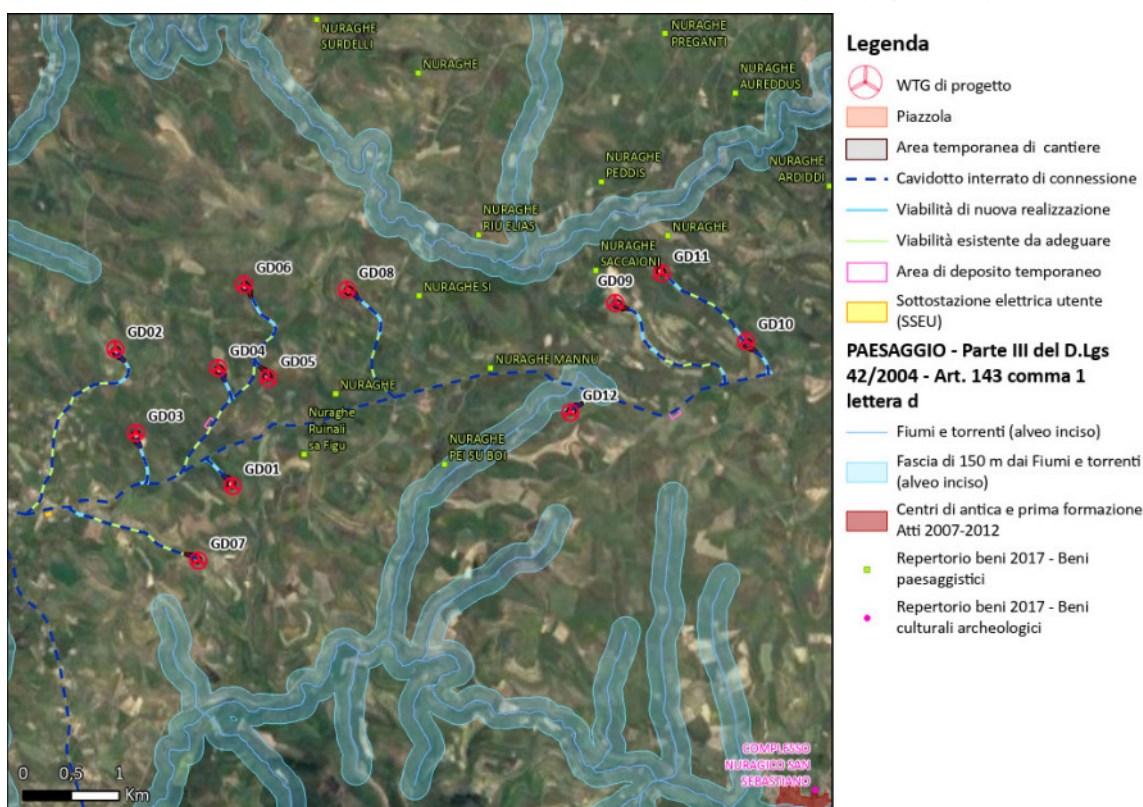 NURAGHE
SURDELLI
NURAGHE
PREGANTI
NURAGHE
NURAGHE
AUREDDUS
NURAGHE
PEDDIS
NURAGHE
ARDIDDI
NURAGHE
RIU ELIAS
NURAGHE
NURAGHE
SACCAIONI
GD11
GD06
GD08
GD09
NURAGHE SI
GD10
GD02
GD04
GD05
NURAGHE MANNU
NURAGHE
GD12
GD03
Nuraghe
Ruinali
sa Figu
NURAGHE
PEI SU BOI
GD01
GD07
COMPLESSO
NURAGICO SAN
SEBASTIANO
0 0,5 1
Km
Legenda
WTG di progetto
Piazzola
Area temporanea di cantiere
Cavidotto interrato di connessione
Viabilità di nuova realizzazione
Viabilità esistente da adeguare
Area di deposito temporaneo
Sottostazione elettrica utente
(SSEU)
PAESAGGIO - Parte III del D.Lgs
42/2004 - Art. 143 comma 1
lettera d
Fiumi e torrenti (alveo inciso)
Fascia di 150 m dai Fiumi e torrenti
(alveo inciso)
Centri di antica e prima formazione
Atti 2007-2012
Repertorio beni 2017 - Beni
paesaggistici
Repertorio beni 2017 - Beni
culturali archeologici